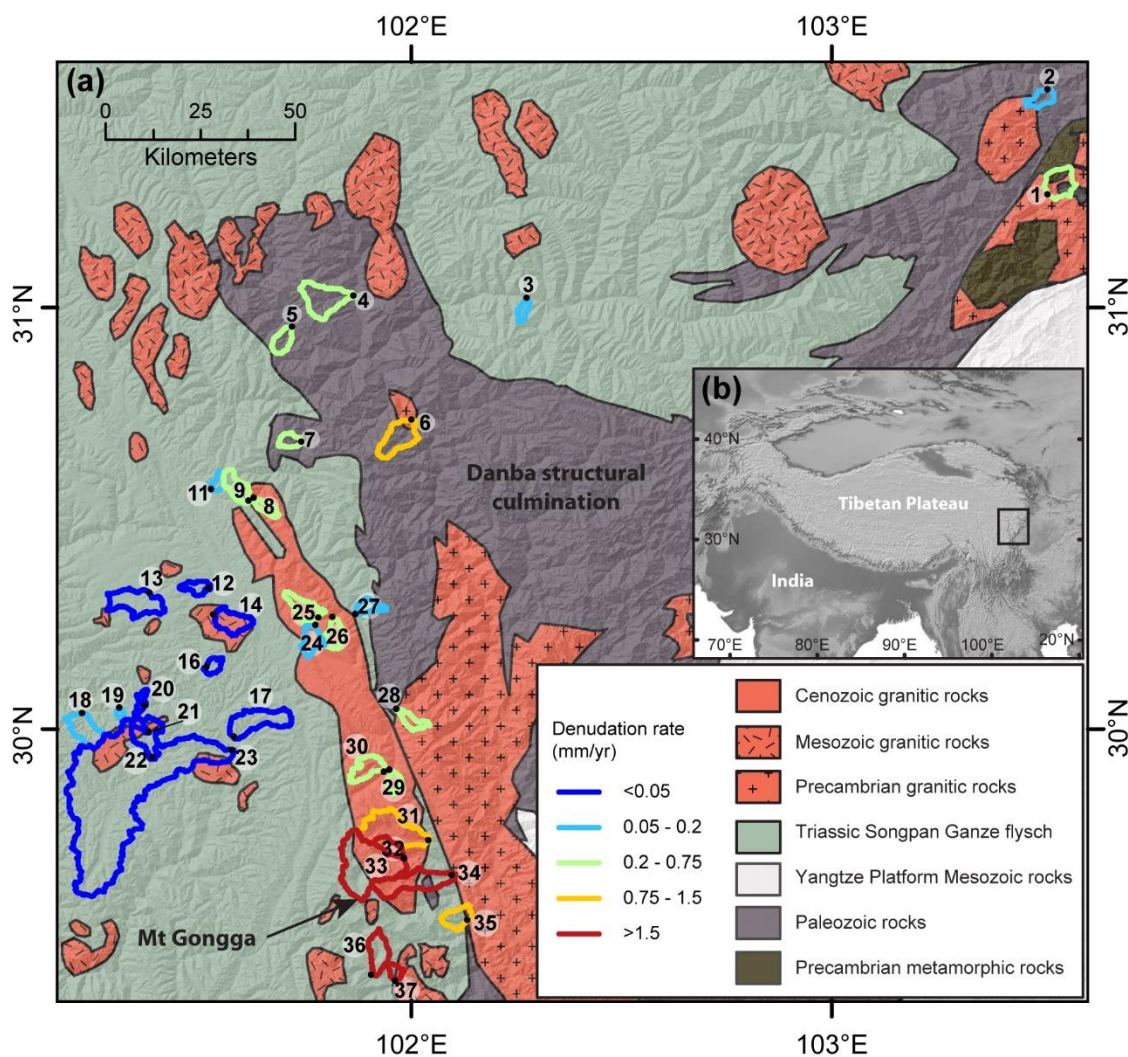 102°E
103°E
(a)
0 25 50
Kilometers
2
1
31°N
31°N
3
4
5
6
7
Danba structural
culmination
(b)
40°N
30°N
Tibetan Plateau
India
70°E
80°E
90°E
100°E
20°N
11
9
8
13
12
14
25
26
27
24
16
18
19
20
21
17
22
23
28
30°N
30°N
30
29
31
32
33
34
35
Mt Gongga
36
37
Denudation rate
(mm/yr)
<0.05
0.05 - 0.2
0.2 - 0.75
0.75 - 1.5
>1.5
Cenozoic granitic rocks
Mesozoic granitic rocks
Precambrian granitic rocks
Triassic Songpan Ganze flysch
Yangtze Platform Mesozoic rocks
Paleozoic rocks
Precambrian metamorphic rocks
102°E
103°E